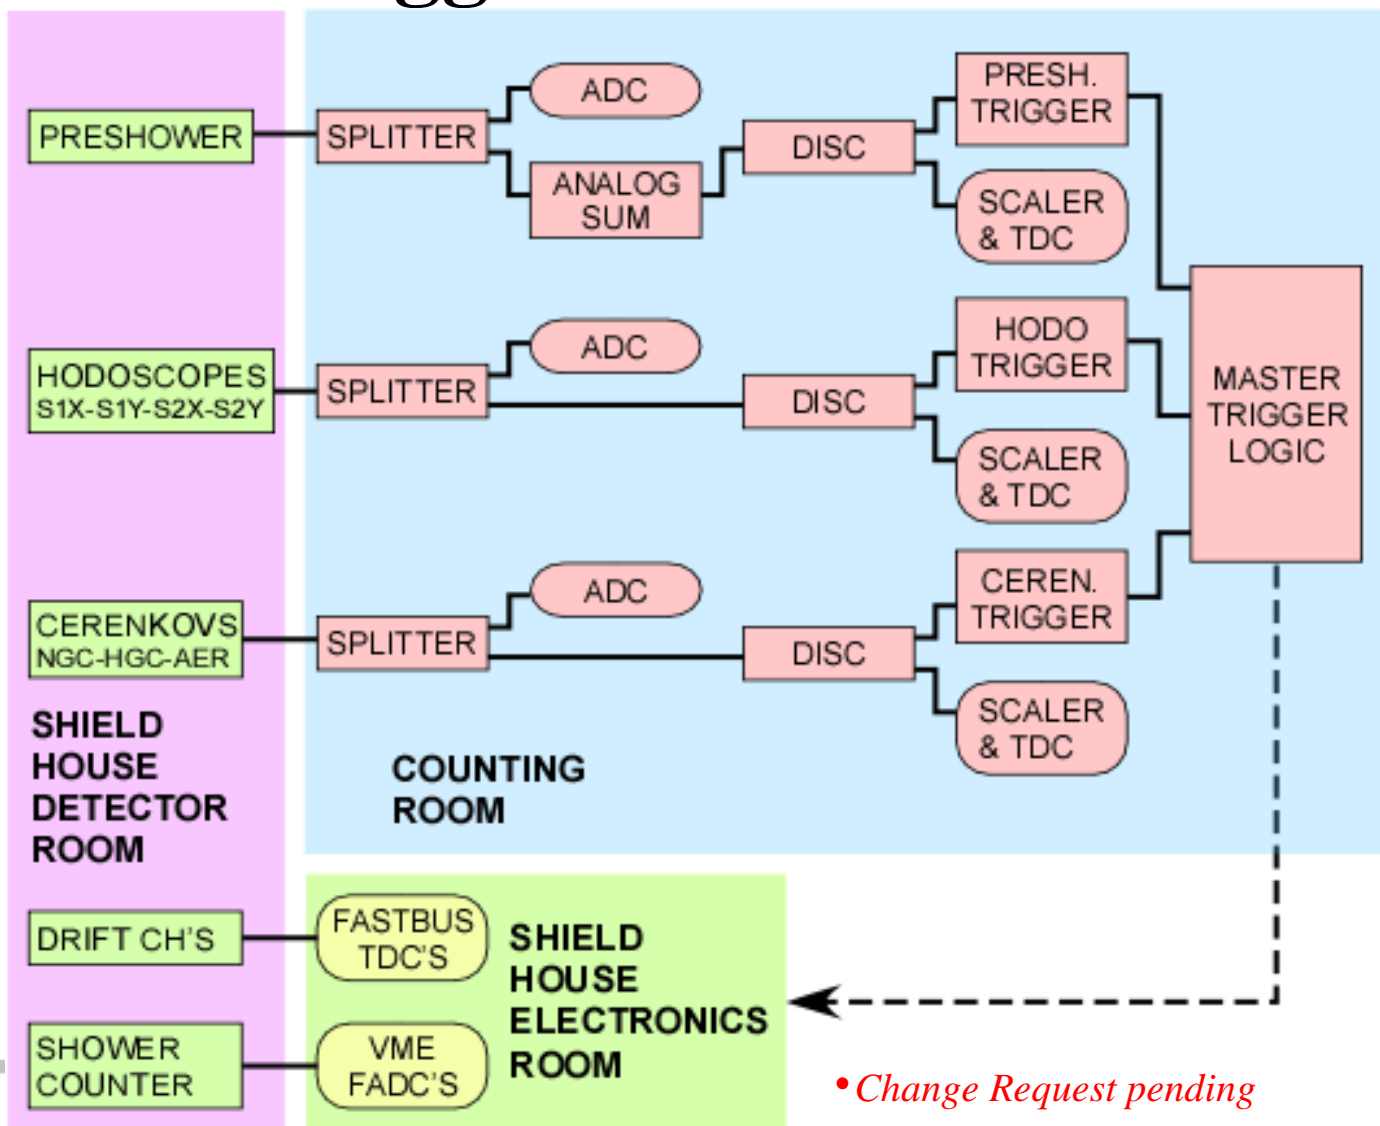 PRESHOWER
SPLITTER
ADC
ANALOG
SUM
DISC
PRESH.
TRIGGER
SCALER
& TDC
HODOSCOPES
S1X-S1Y-S2X-S2Y
SPLITTER
ADC
DISC
HODO
TRIGGER
SCALER
& TDC
MASTER
TRIGGER
LOGIC
CERENKOVS
NGC-HGC-AER
SPLITTER
ADC
DISC
CEREN.
TRIGGER
SCALER
& TDC
SHIELD
HOUSE
DETECTOR
ROOM
COUNTING
ROOM
DRIFT CH'S
FASTBUS
TDC'S
SHIELD
HOUSE
ELECTRONICS
ROOM
SHOWER
COUNTER
VME
FADC'S
•Change Request pending